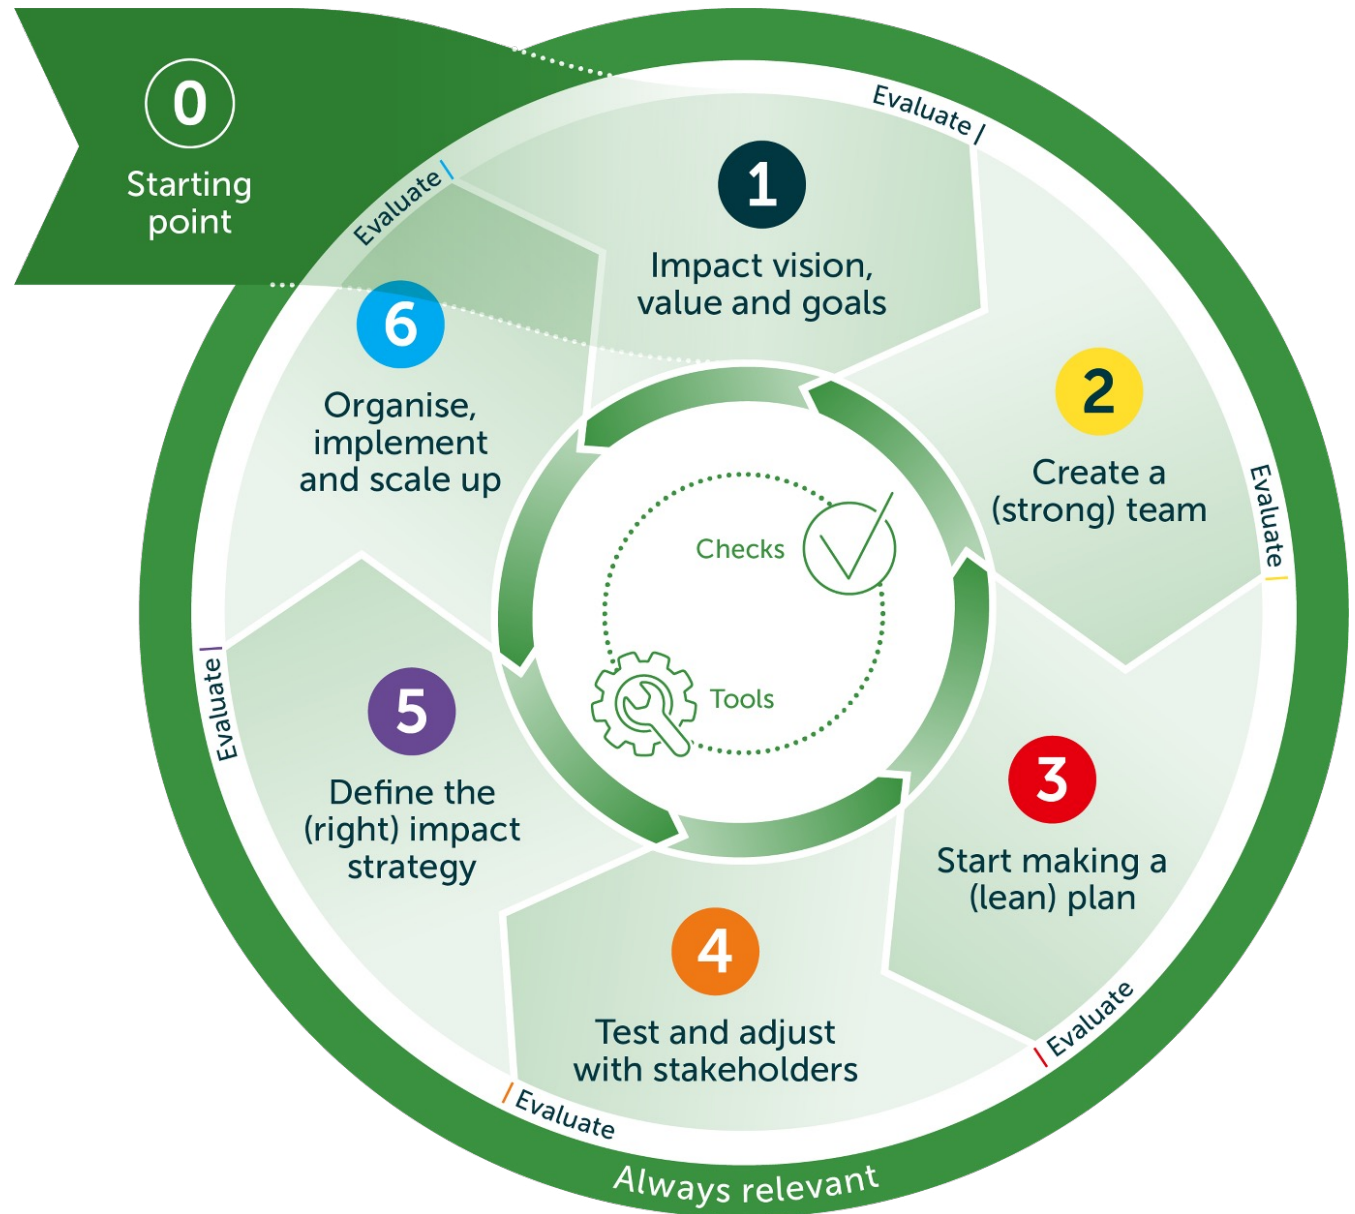 0
Starting
point
Evaluate
1
Impact vision,
value and goals
Evaluate
2
Create a
(strong) team
Evaluate
3
Start making a
(lean) plan
Evaluate
4
Test and adjust
with stakeholders
Evaluate
5
Define the
(right) impact
strategy
Evaluate
6
Organise,
implement
and scale up
Checks
Tools
Always relevant